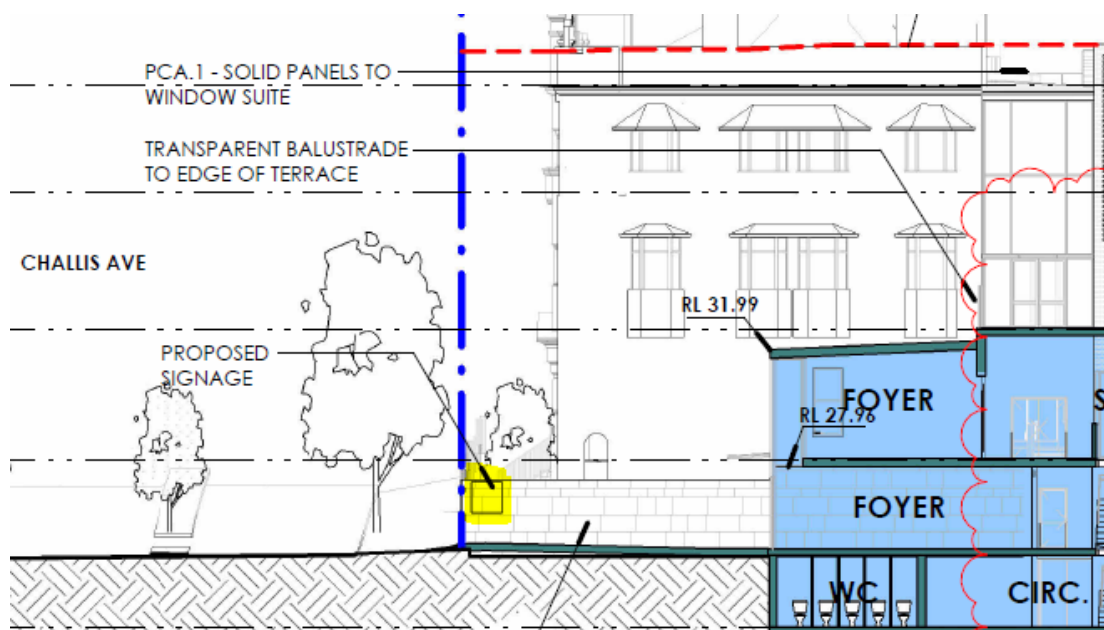 PCA.1 - SOLID PANELS TO
WINDOW SUITE
TRANSPARENT BALUSTRADE
TO EDGE OF TERRACE
CHALLIS AVE
RL 31.99
PROPOSED
SIGNAGE
FOYER
RL 27.96
FOYER
WC
CIRC.